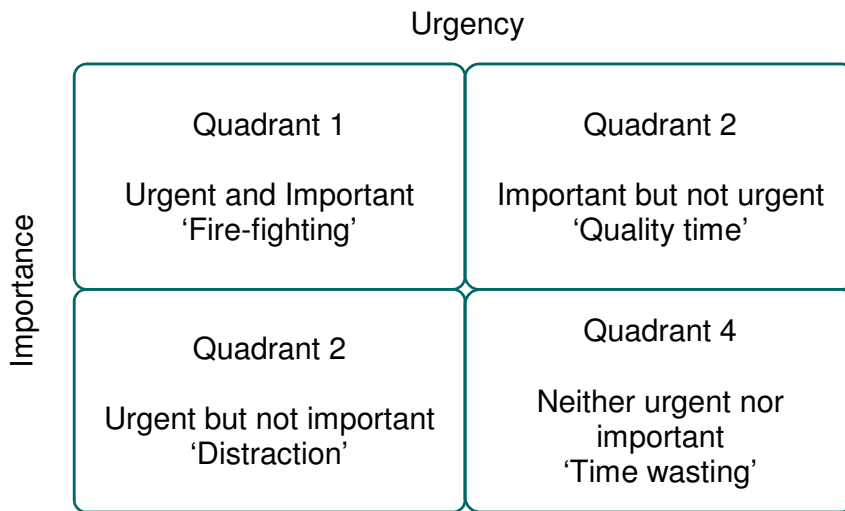 Urgency
Importance
Quadrant 1
Urgent and Important
‘Fire-fighting’
Quadrant 2
Important but not urgent
‘Quality time’
Quadrant 2
Urgent but not important
‘Distraction’
Quadrant 4
Neither urgent nor
important
‘Time wasting’